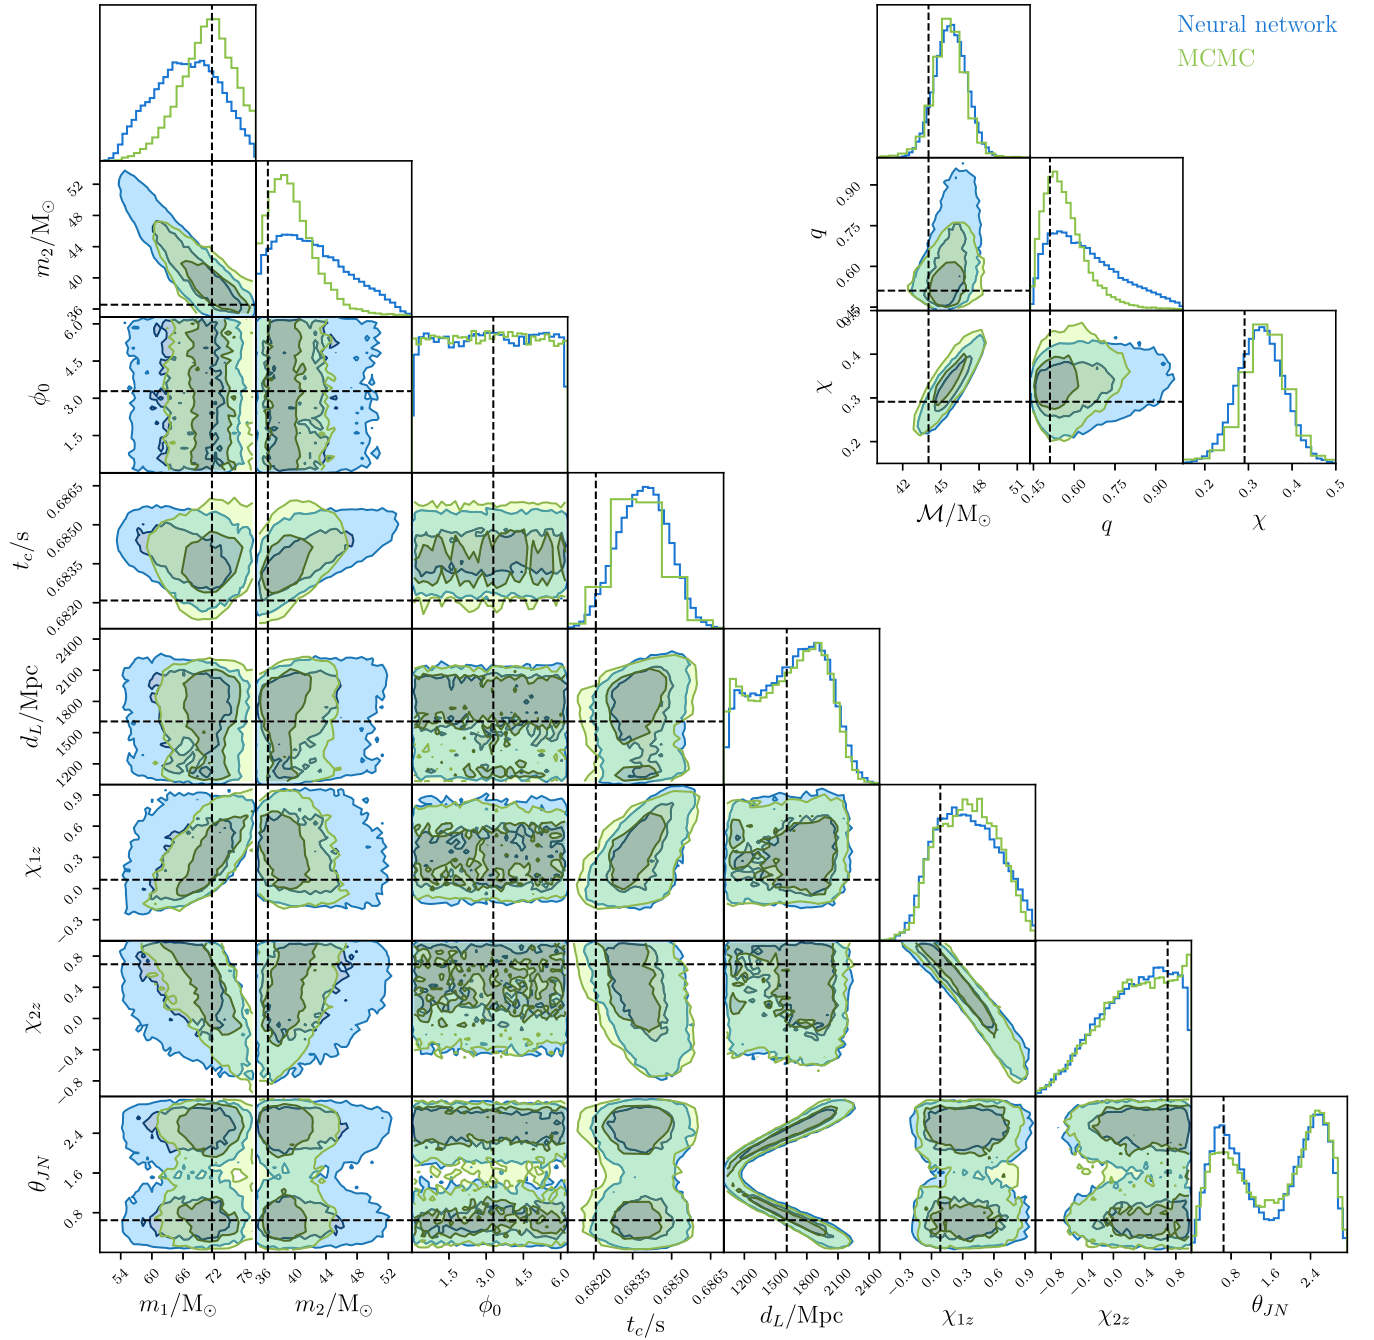 Neural network
MCMC
52
48
44
40
36
m₂/M⊙
6.0
4.5
3.0
1.5
ϕ₀
0.6865
0.6850
0.6835
0.6820
t_c/s
2400
2100
1800
1500
1200
d_L/Mpc
0.9
0.6
0.3
0.0
−0.3
χ₁z
0.8
0.4
0.0
−0.4
−0.8
χ₂z
2.4
1.6
0.8
θ_JN
54 60 66 72 78
36 40 44 48 52
1.5 3.0 4.5 6.0
0.6820 0.6835 0.6850 0.6865
1200 1500 1800 2100 2400
−0.3 0.0 0.3 0.6 0.9
−0.8 −0.4 0.0 0.4 0.8
0.8 1.6 2.4
m₁/M⊙ m₂/M⊙ ϕ₀ t_c/s d_L/Mpc χ₁z χ₂z θ_JN
0.90
0.75
0.60
0.45
q
0.4
0.3
0.2
χ
42 45 48 51
0.45 0.60 0.75 0.90
0.2 0.3 0.4 0.5
ℳ/M⊙ q χ